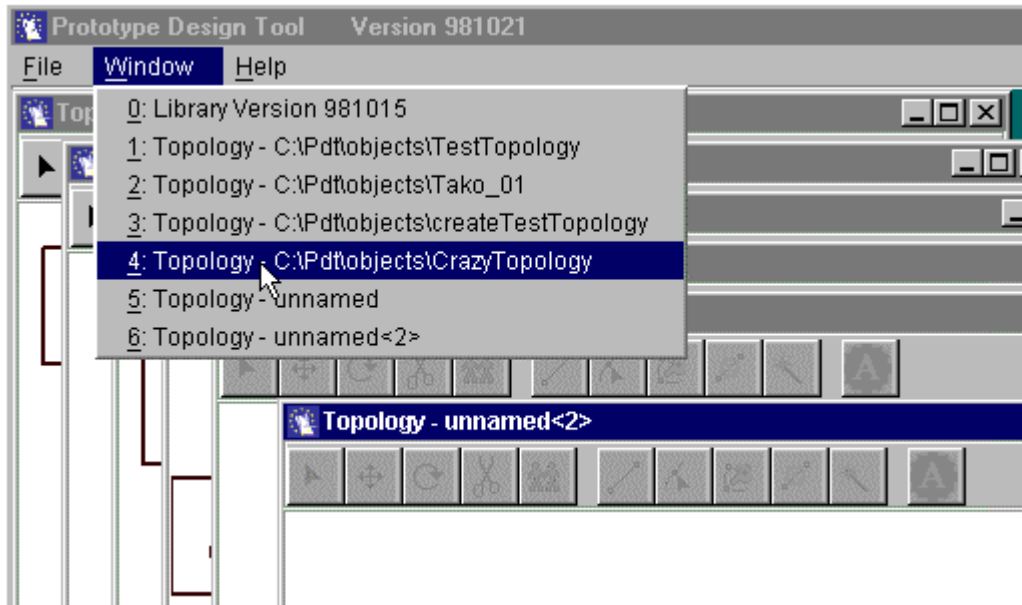 Prototype Design Tool Version 981021
File Window Help
Top
0: Library Version 981015
1: Topology - C:\Pdt\objects\TestTopology
2: Topology - C:\Pdt\objects\Tako_01
3: Topology - C:\Pdt\objects\createTestTopology
4: Topology - C:\Pdt\objects\CrazyTopology
5: Topology - unnamed
6: Topology - unnamed<2>
A
Topology - unnamed<2>
A